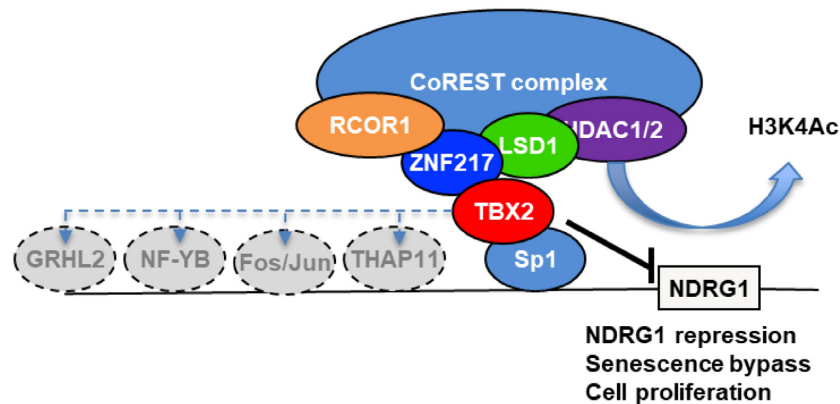 CoREST complex
RCOR1
HDAC1/2
LSD1
ZNF217
H3K4Ac
TBX2
GRHL2
NF-YB
Fos/Jun
THAP11
Sp1
NDRG1
NDRG1 repression
Senescence bypass
Cell proliferation